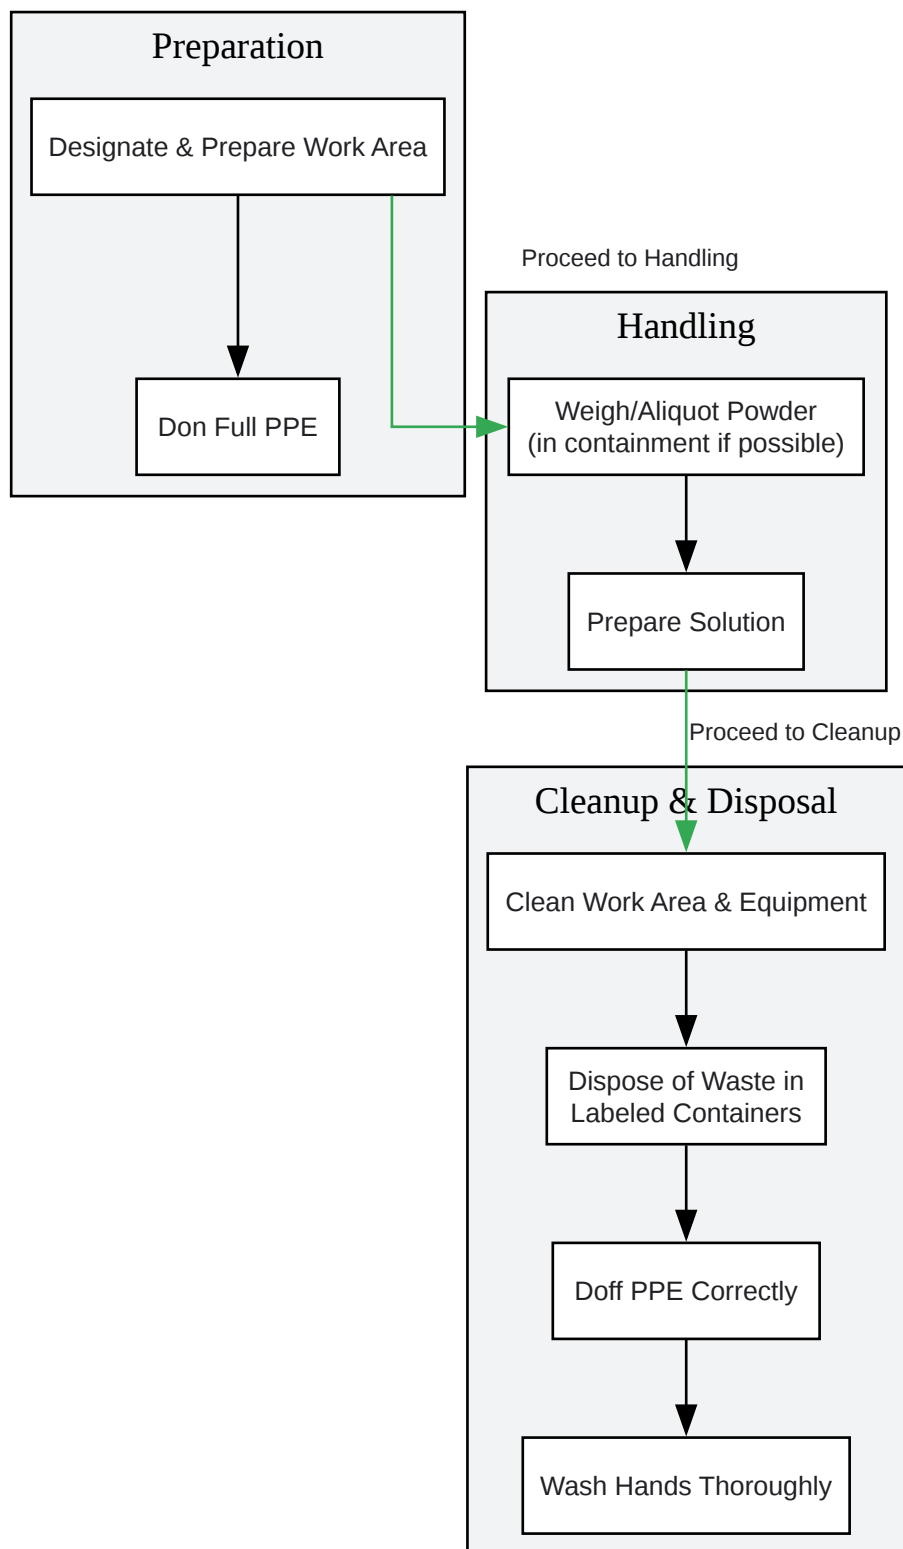 Preparation
Designate & Prepare Work Area
Don Full PPE
Proceed to Handling
Handling
Weigh/Aliquot Powder
(in containment if possible)
Prepare Solution
Proceed to Cleanup
Cleanup & Disposal
Clean Work Area & Equipment
Dispose of Waste in
Labeled Containers
Doff PPE Correctly
Wash Hands Thoroughly